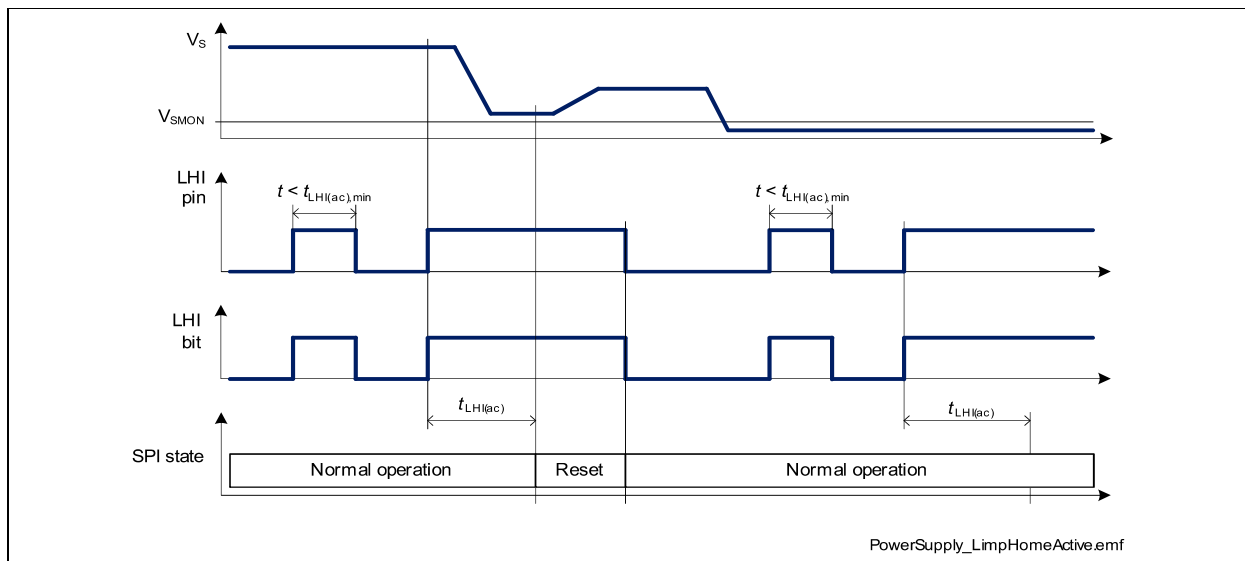 VS
VSMON
LHI
pin
t < tLHI(ac),min
t < tLHI(ac),min
LHI
bit
tLHI(ac)
tLHI(ac)
SPI state
Normal operation
Reset
Normal operation
PowerSupply_LimpHomeActive.emf